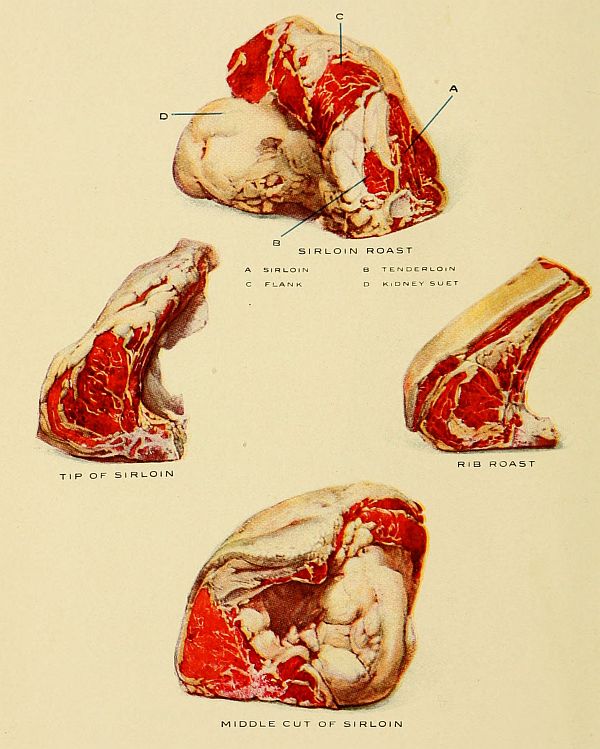 C
A
D
B
SIRLOIN ROAST
A SIRLOIN B TENDERLOIN
C FLANK D KIDNEY SUET
TIP OF SIRLOIN
RIB ROAST
MIDDLE CUT OF SIRLOIN